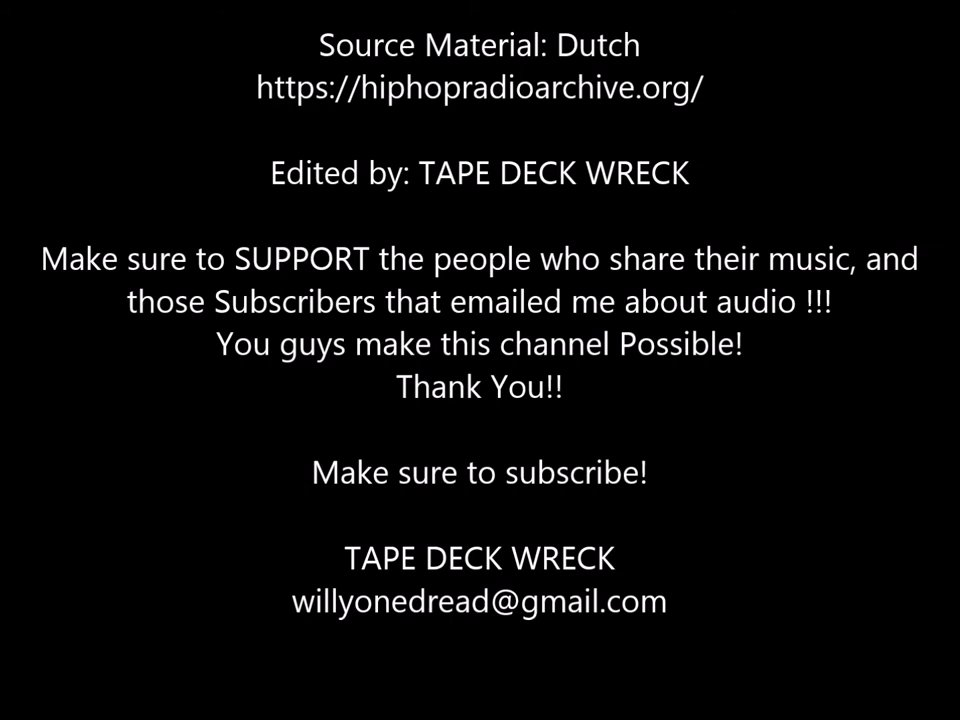 Source Material: Dutch
https://hiphopradioarchive.org/
Edited by: TAPE DECK WRECK
Make sure to SUPPORT the people who share their music, and
those Subscribers that emailed me about audio !!!
You guys make this channel Possible!
Thank You!!
Make sure to subscribe!
TAPE DECK WRECK
willyonedread@gmail.com